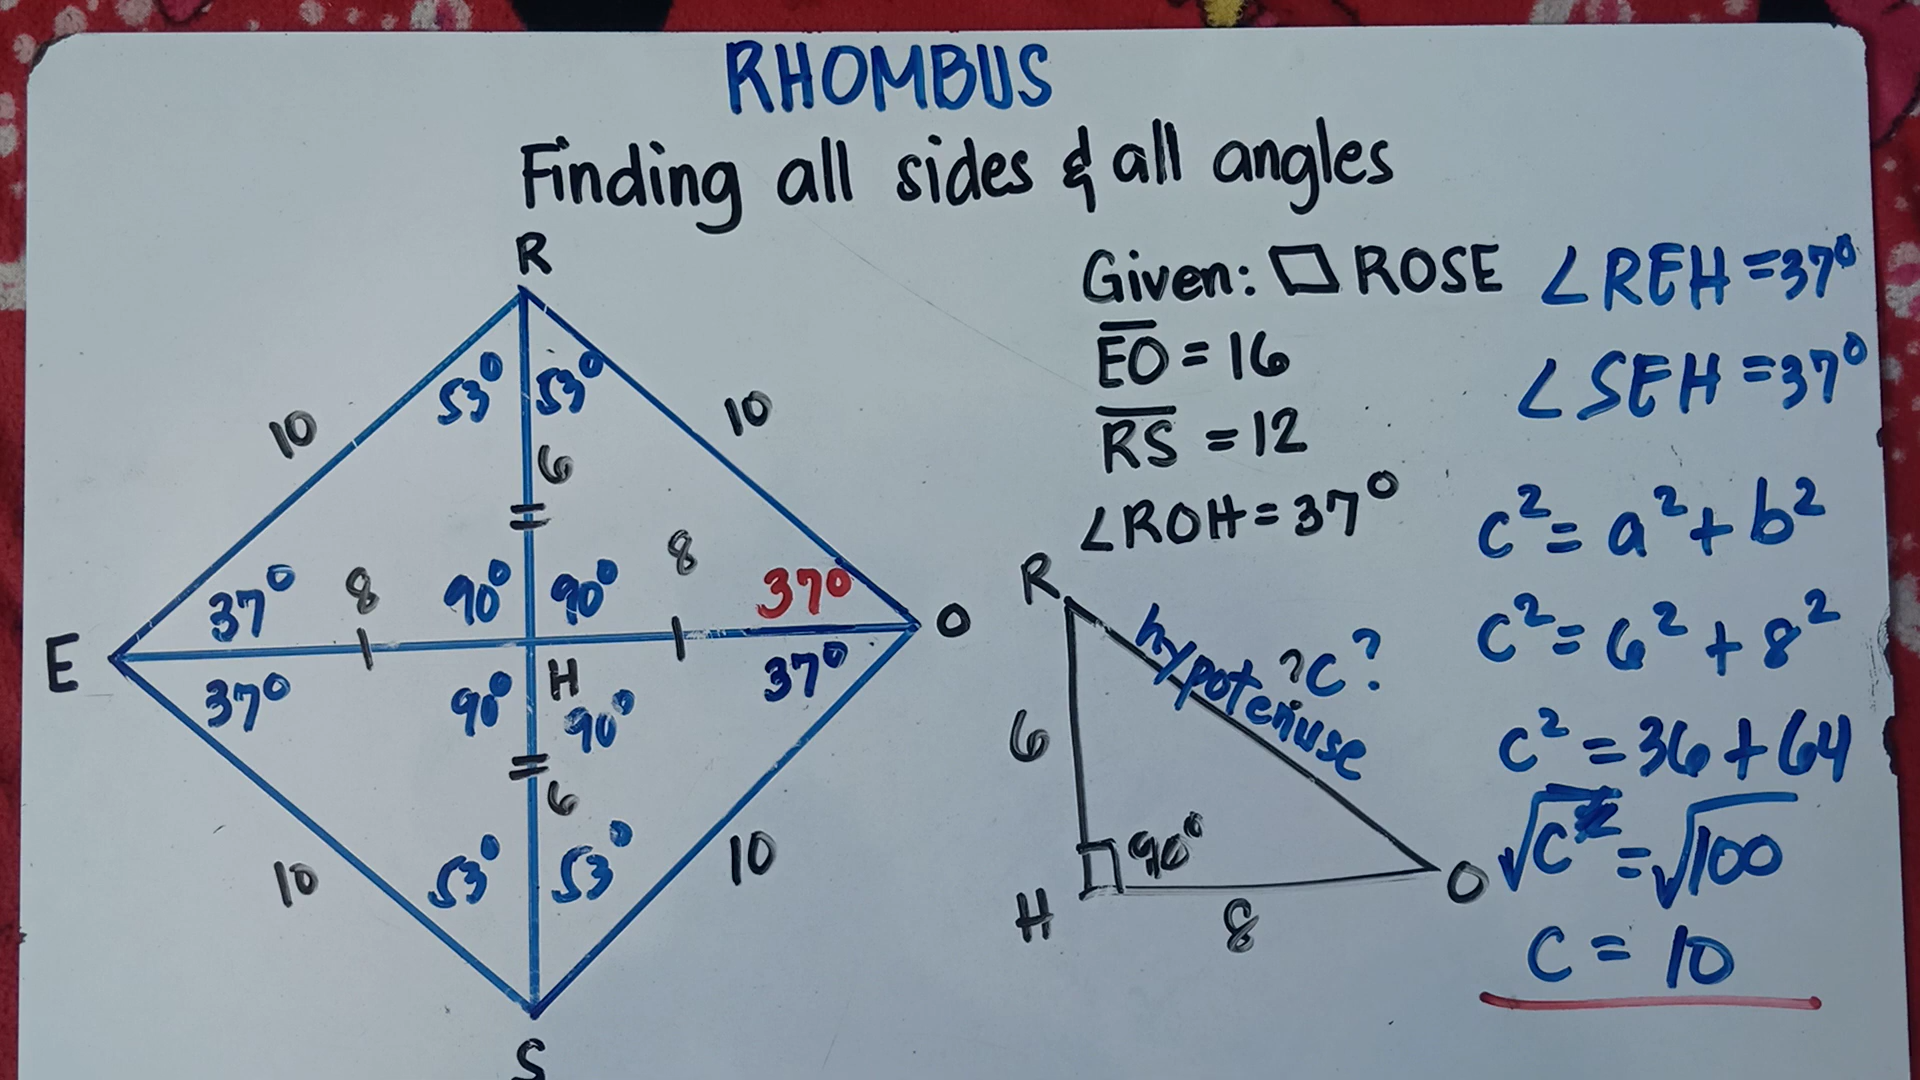 RHOMBUS
Finding all sides & all angles
R
53° 53°
10
10
6
37° 8 90° 90° 8 37°
E
O
37° 90° H 90° 37°
6
10 53° 53° 10
S
Given: ▱ ROSE
EO = 16
RS = 12
∠ROH = 37°
R
hypotenuse
?c?
6
90°
H
8
O
∠REH = 37°
∠SEH = 37°
c² = a² + b²
c² = 6² + 8²
c² = 36 + 64
√c² = √100
c = 10